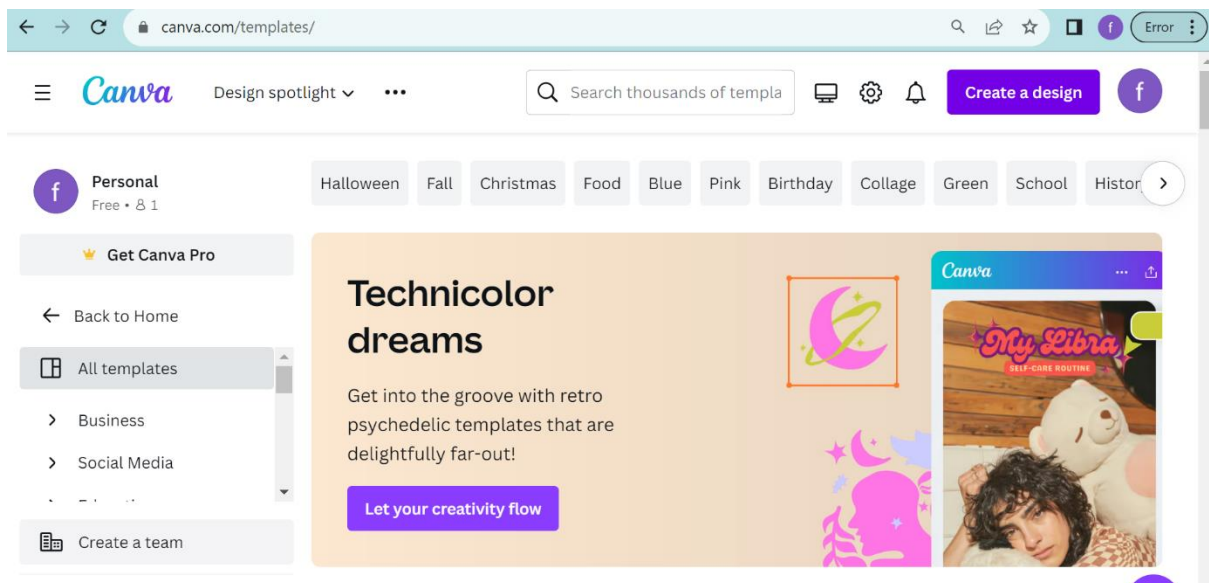 canva.com/templates/
f
Error
Canva
Design spotlight
Search thousands of templa
Create a design
f
f
Personal
Free • 1
Halloween
Fall
Christmas
Food
Blue
Pink
Birthday
Collage
Green
School
Histor
Get Canva Pro
Back to Home
All templates
Business
Social Media
Create a team
Technicolor
dreams
Get into the groove with retro
psychedelic templates that are
delightfully far-out!
Let your creativity flow
Canva
My Libra
SELF-CARE ROUTINE